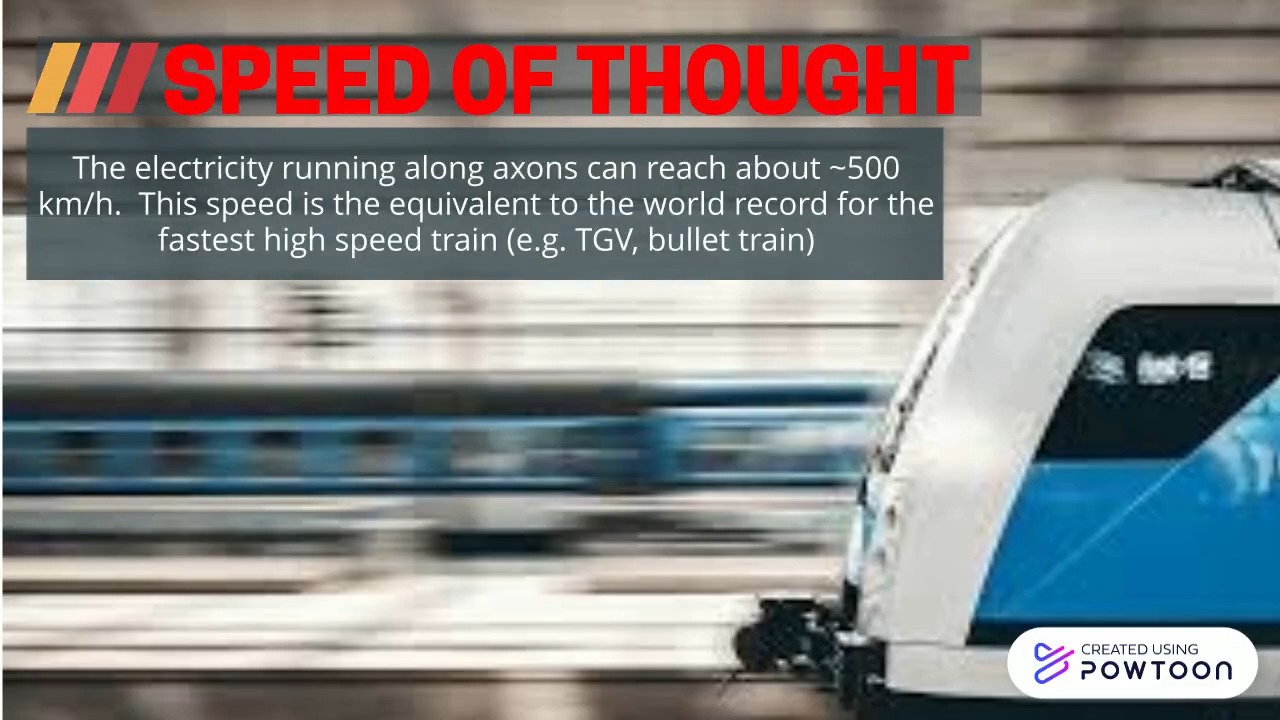 SPEED OF THOUGHT
The electricity running along axons can reach about ~500
km/h.  This speed is the equivalent to the world record for the
fastest high speed train (e.g. TGV, bullet train)
CREATED USING
POWTOON